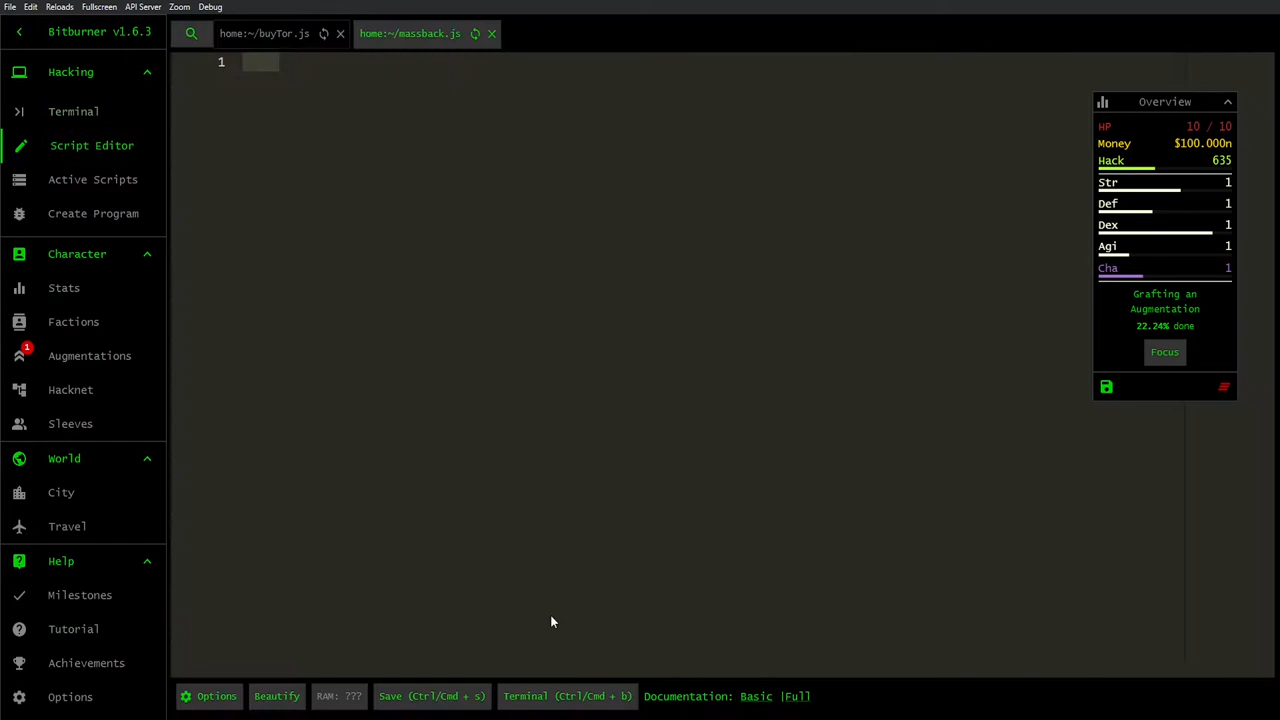 File Edit Reloads Fullscreen API Server Zoom Debug
Bitburner v1.6.3
home:~/buyTor.js
home:~/massback.js
Hacking
Terminal
Script Editor
Active Scripts
Create Program
Character
Stats
Factions
1
Augmentations
Hacknet
Sleeves
World
City
Travel
Help
Milestones
Tutorial
Achievements
Options
1
Overview
HP 10 / 10
Money $100.000n
Hack 635
Str 1
Def 1
Dex 1
Agi 1
Cha 1
Grafting an
Augmentation
22.24% done
Focus
Options Beautify RAM: ??? Save (Ctrl/Cmd + s) Terminal (Ctrl/Cmd + b) Documentation: Basic |Full